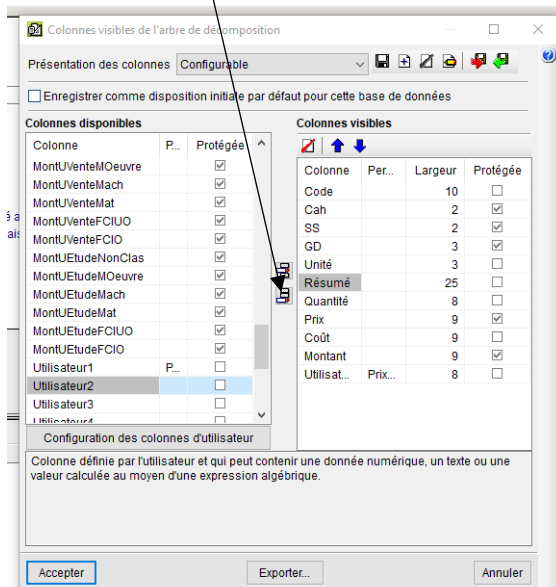 Colonnes visibles de l'arbre de décomposition
Présentation des colonnes Configurable
Enregistrer comme disposition initiale par défaut pour cette base de données
Colonnes disponibles
Colonne P... Protégée
MontUVenteMOeuvre
MontUVenteMach
MontUVenteMat
MontUVenteFCIUO
MontUVenteFCIO
MontUEtudeNonClas
MontUEtudeMOeuvre
MontUEtudeMach
MontUEtudeMat
MontUEtudeFCIUO
MontUEtudeFCIO
Utilisateur1 P...
Utilisateur2
Utilisateur3
Utilisateur4
Configuration des colonnes d'utilisateur
Colonnes visibles
Colonne Per... Largeur Protégée
Code 10
Cah 2
SS 2
GD 3
Unité 3
Résumé 25
Quantité 8
Prix 9
Coût 9
Montant 9
Utilisat... Prix... 8
Colonne définie par l'utilisateur et qui peut contenir une donnée numérique, un texte ou une
valeur calculée au moyen d'une expression algébrique.
Accepter Exporter... Annuler